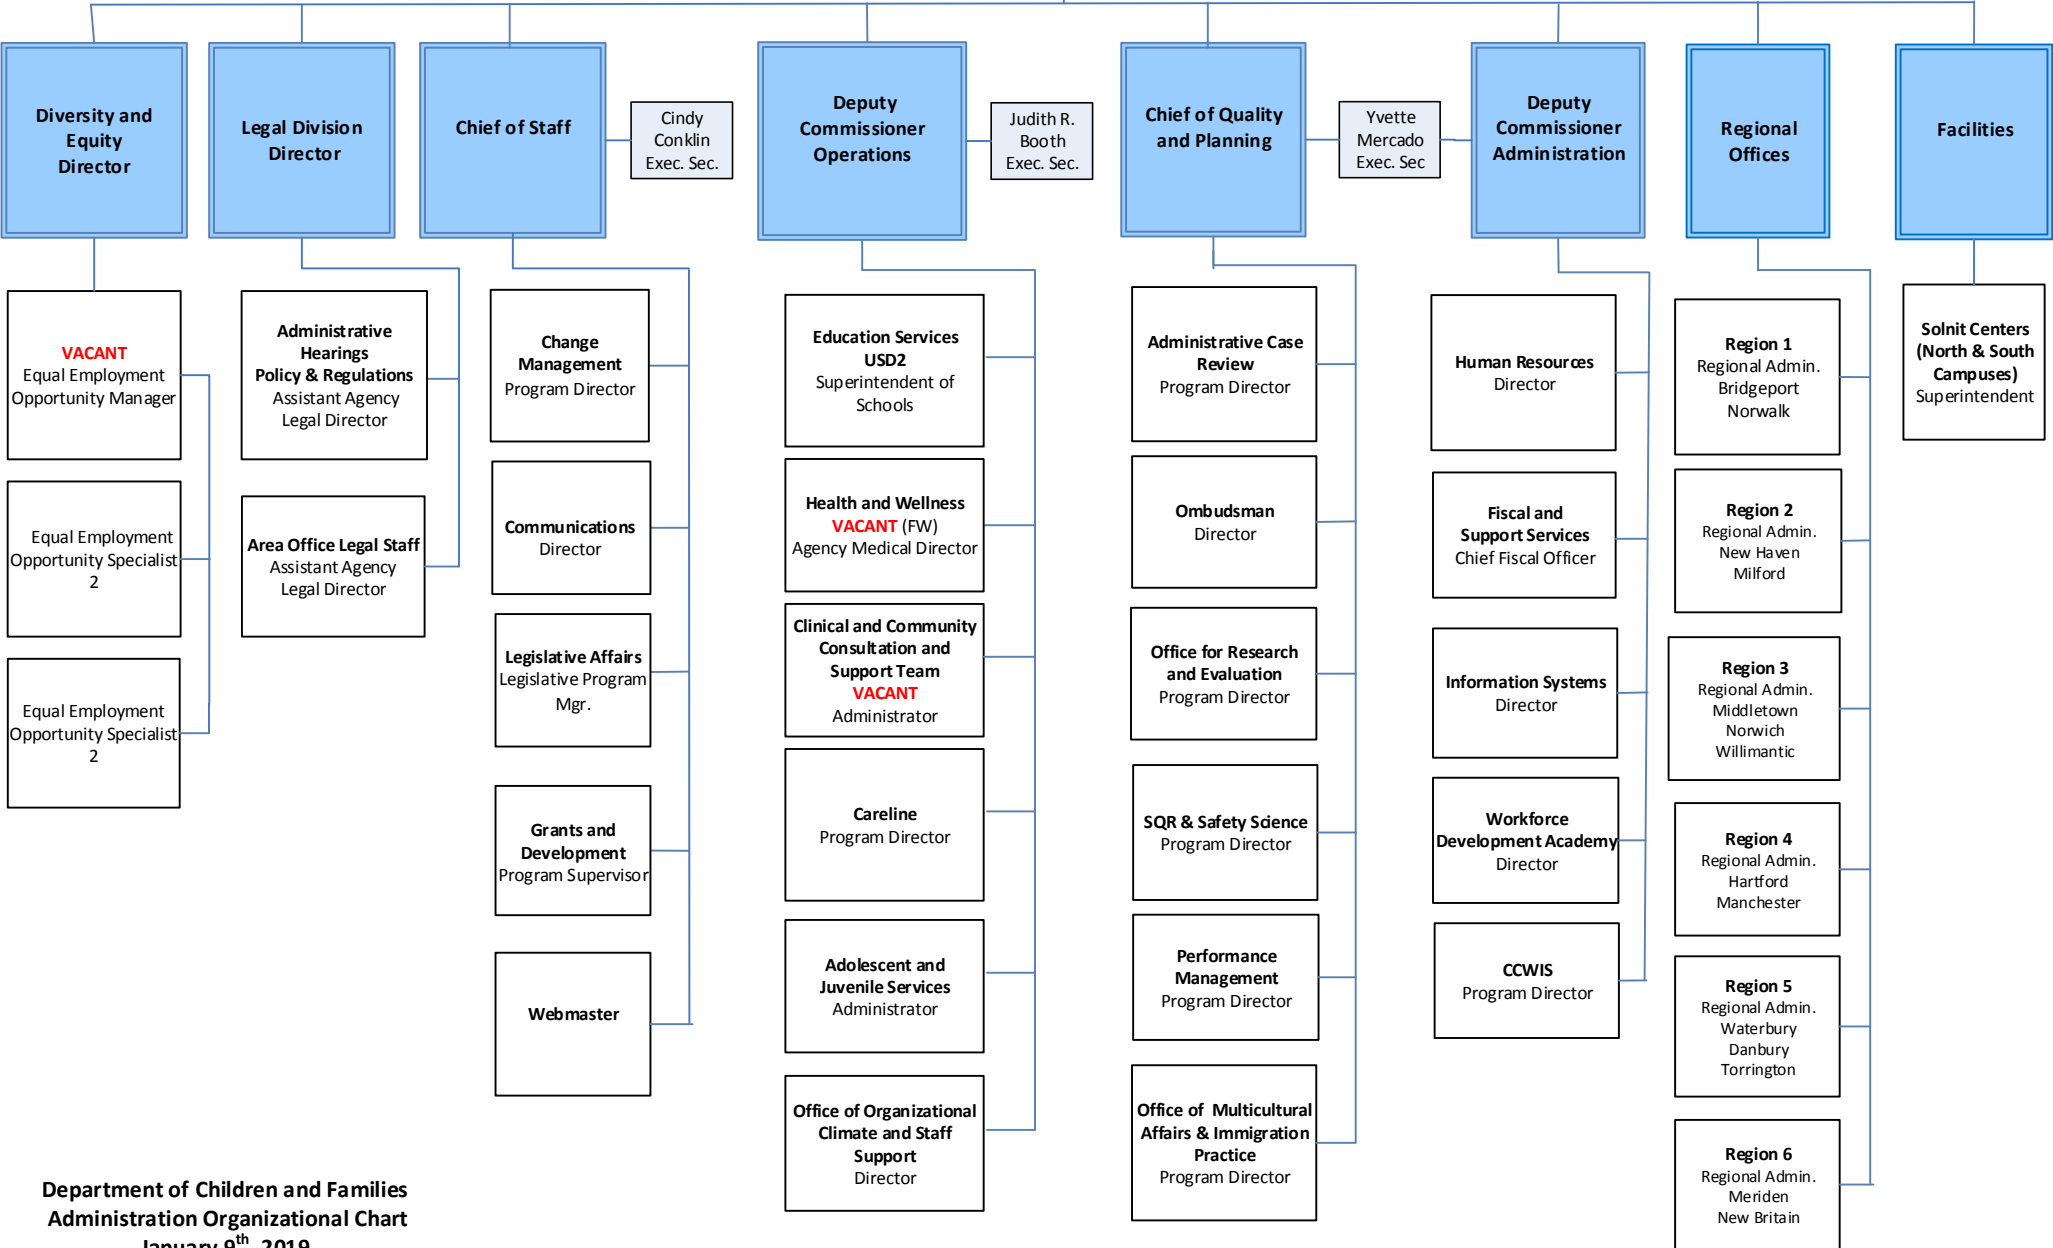 Diversity and
Equity
Director
Legal Division
Director
Chief of Staff
Cindy
Conklin
Exec. Sec.
Deputy
Commissioner
Operations
Judith R.
Booth
Exec. Sec.
Chief of Quality
and Planning
Yvette
Mercado
Exec. Sec
Deputy
Commissioner
Administration
Regional
Offices
Facilities
VACANT
Equal Employment
Opportunity Manager
Equal Employment
Opportunity Specialist
2
Equal Employment
Opportunity Specialist
2
Administrative
Hearings
Policy & Regulations
Assistant Agency
Legal Director
Area Office Legal Staff
Assistant Agency
Legal Director
Change
Management
Program Director
Communications
Director
Legislative Affairs
Legislative Program
Mgr.
Grants and
Development
Program Supervisor
Webmaster
Education Services
USD2
Superintendent of
Schools
Health and Wellness
VACANT (FW)
Agency Medical Director
Clinical and Community
Consultation and
Support Team
VACANT
Administrator
Careline
Program Director
Adolescent and
Juvenile Services
Administrator
Office of Organizational
Climate and Staff
Support
Director
Administrative Case
Review
Program Director
Ombudsman
Director
Office for Research
and Evaluation
Program Director
SQR & Safety Science
Program Director
Performance
Management
Program Director
Office of Multicultural
Affairs & Immigration
Practice
Program Director
Human Resources
Director
Fiscal and
Support Services
Chief Fiscal Officer
Information Systems
Director
Workforce
Development Academy
Director
CCWIS
Program Director
Region 1
Regional Admin.
Bridgeport
Norwalk
Region 2
Regional Admin.
New Haven
Milford
Region 3
Regional Admin.
Middletown
Norwich
Willimantic
Region 4
Regional Admin.
Hartford
Manchester
Region 5
Regional Admin.
Waterbury
Danbury
Torrington
Region 6
Regional Admin.
Meriden
New Britain
Solnit Centers
(North & South
Campuses)
Superintendent
Department of Children and Families
Administration Organizational Chart
January 9th, 2019